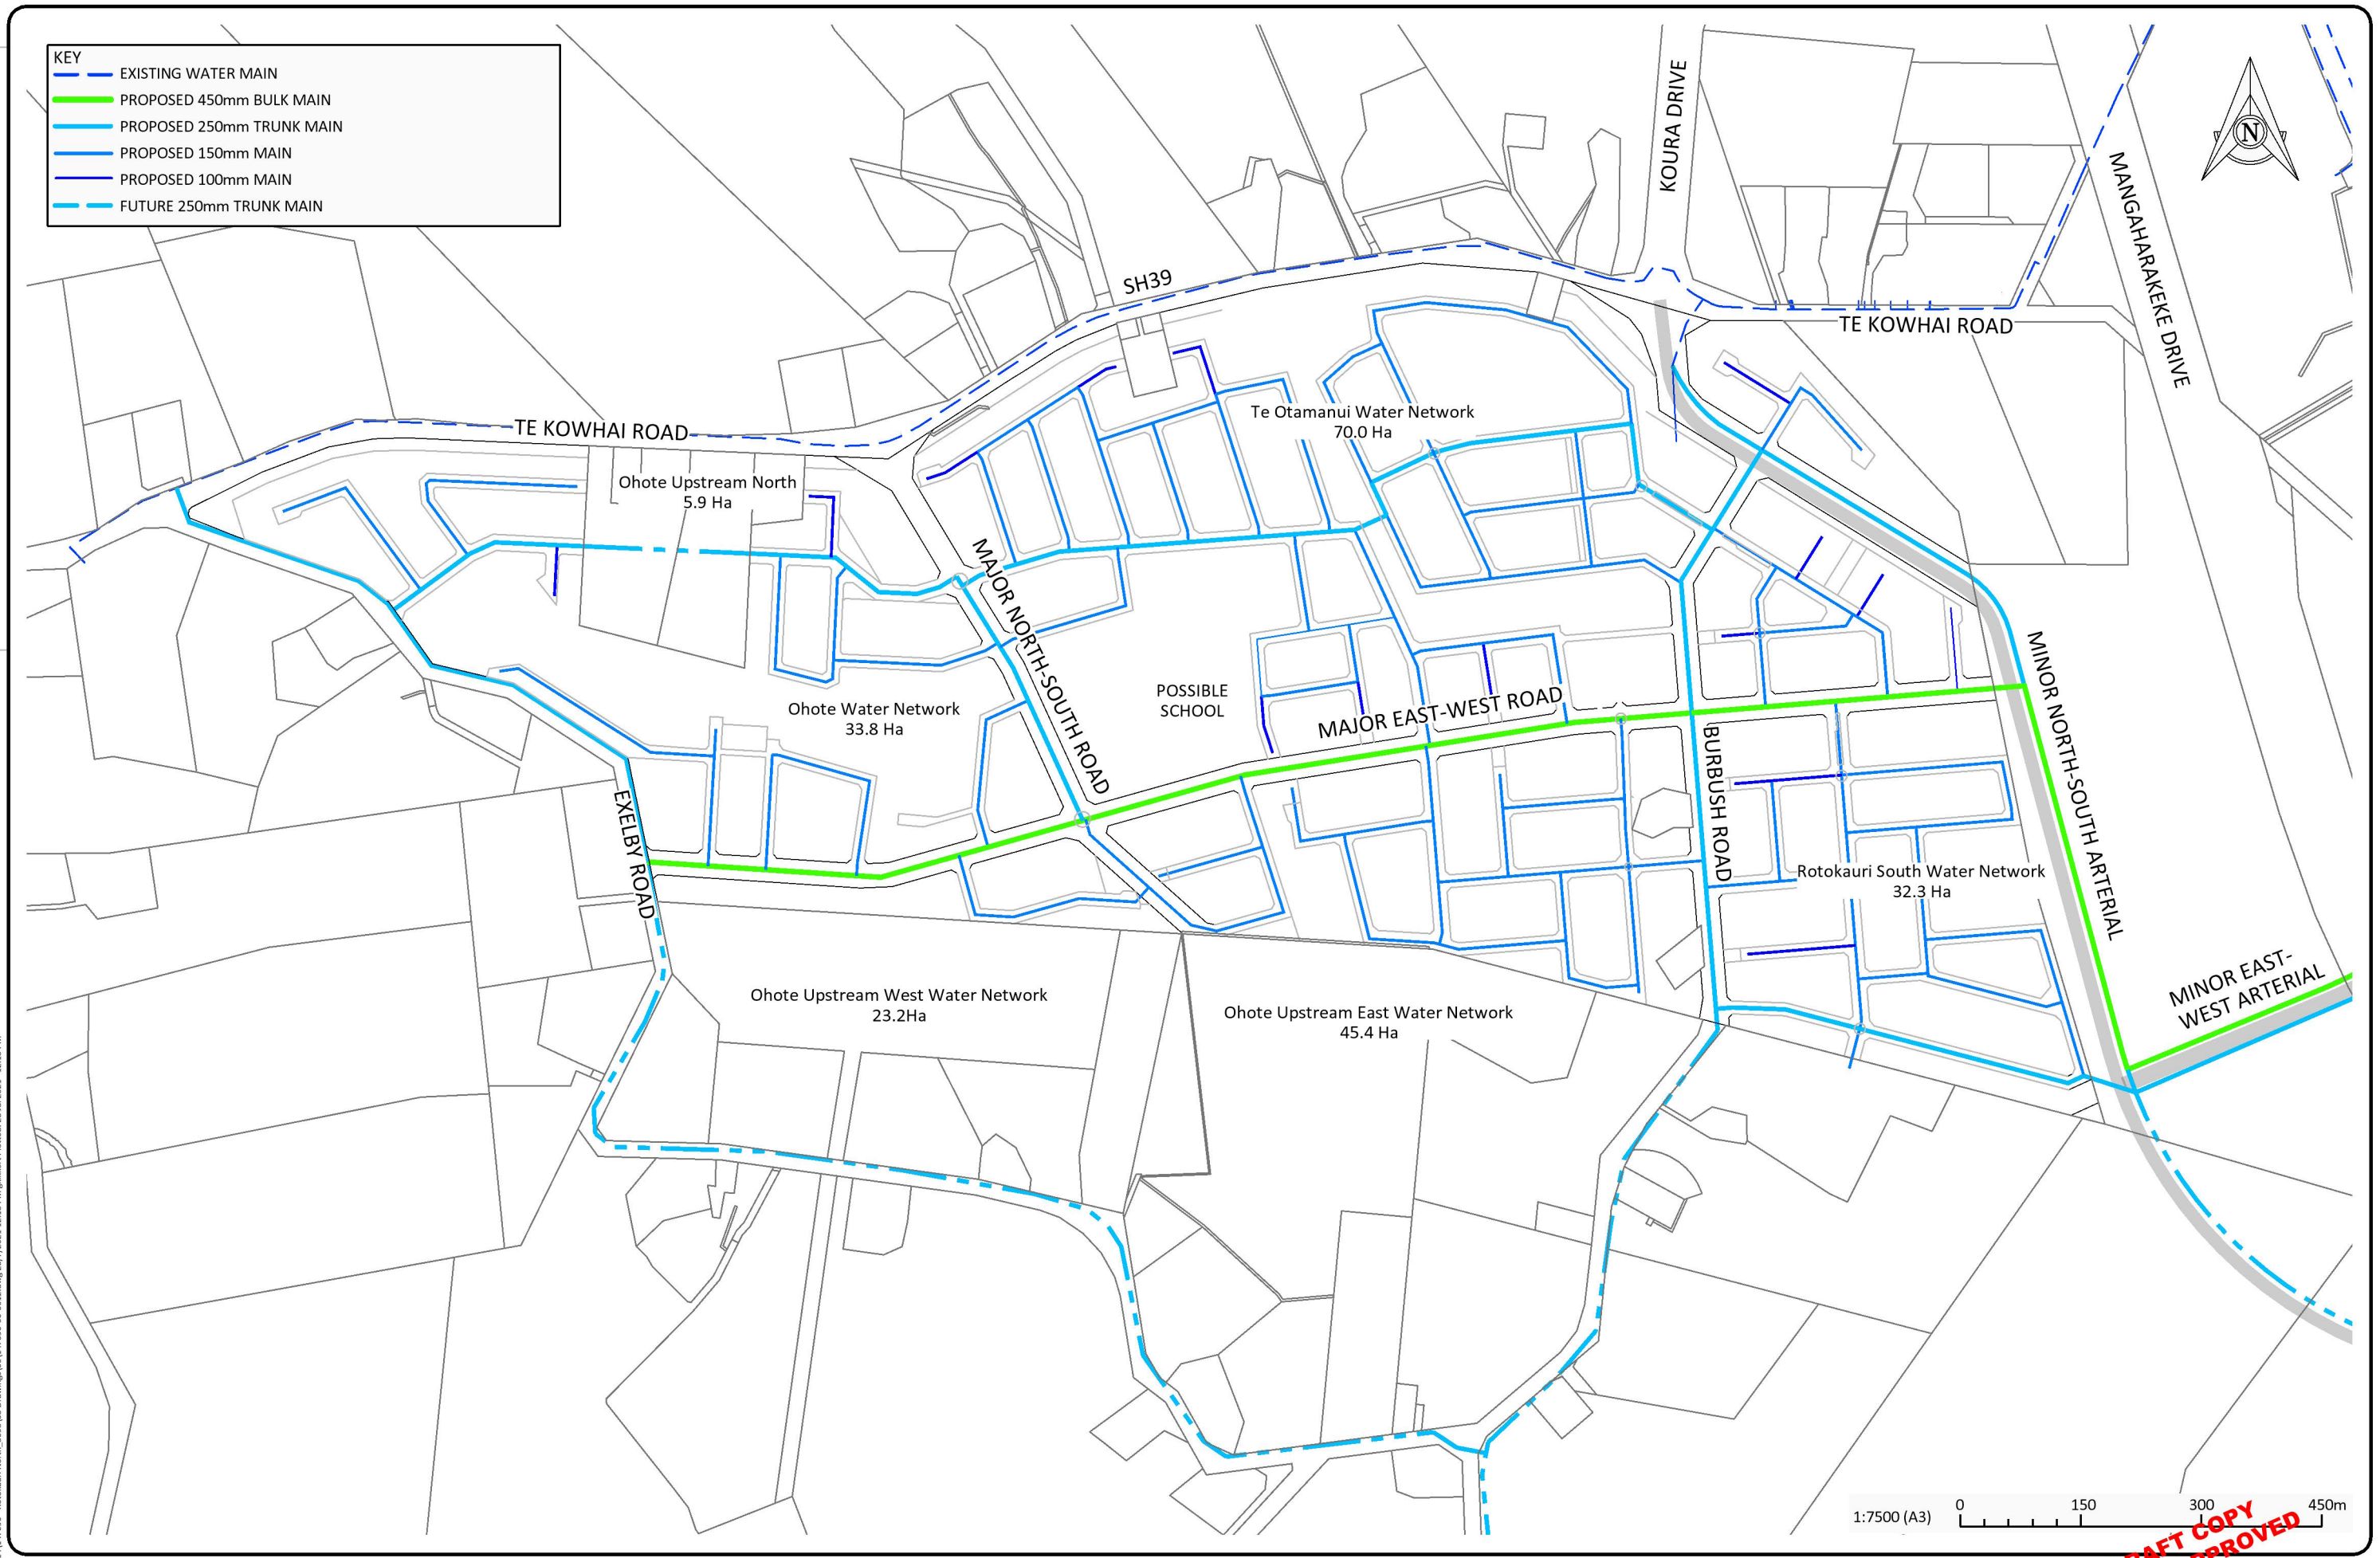 KEY
EXISTING WATER MAIN
PROPOSED 450mm BULK MAIN
PROPOSED 250mm TRUNK MAIN
PROPOSED 150mm MAIN
PROPOSED 100mm MAIN
FUTURE 250mm TRUNK MAIN
KOURA DRIVE
N
MANGAHARAKEKE DRIVE
SH39
TE KOWHAI ROAD
TE KOWHAI ROAD
Te Otamanui Water Network
70.0 Ha
Ohote Upstream North
5.9 Ha
MAJOR NORTH-SOUTH ROAD
POSSIBLE
SCHOOL
MAJOR EAST-WEST ROAD
Ohote Water Network
33.8 Ha
MINOR NORTH-SOUTH ARTERIAL
BURBUSH ROAD
EXELBY ROAD
Rotokauri South Water Network
32.3 Ha
MINOR EAST-
WEST ARTERIAL
Ohote Upstream West Water Network
23.2Ha
Ohote Upstream East Water Network
45.4 Ha
1:7500 (A3)
0 150 300 450m
COPY